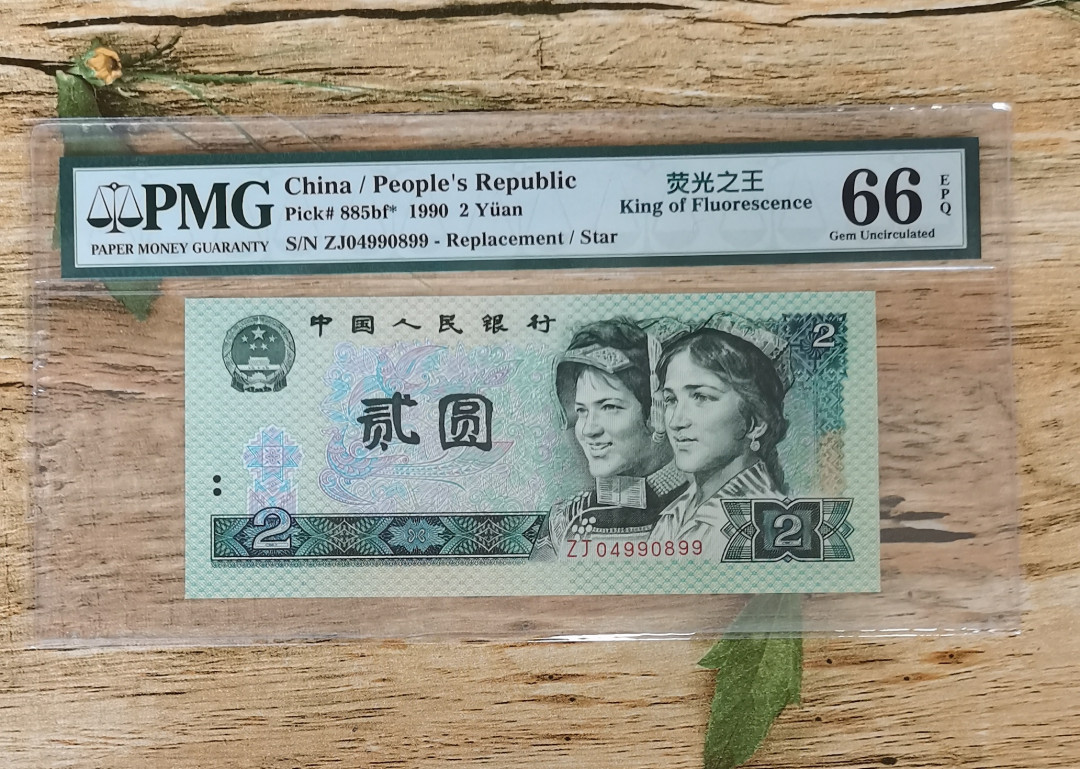 PMG
PAPER MONEY GUARANTY
China / People's Republic
Pick# 885bf* 1990 2 Yüan
S/N ZJ04990899 - Replacement / Star
荧光之王
King of Fluorescence
66
EPQ
Gem Uncirculated
中国人民银行
2
贰圆
2
ZJ04990899
2